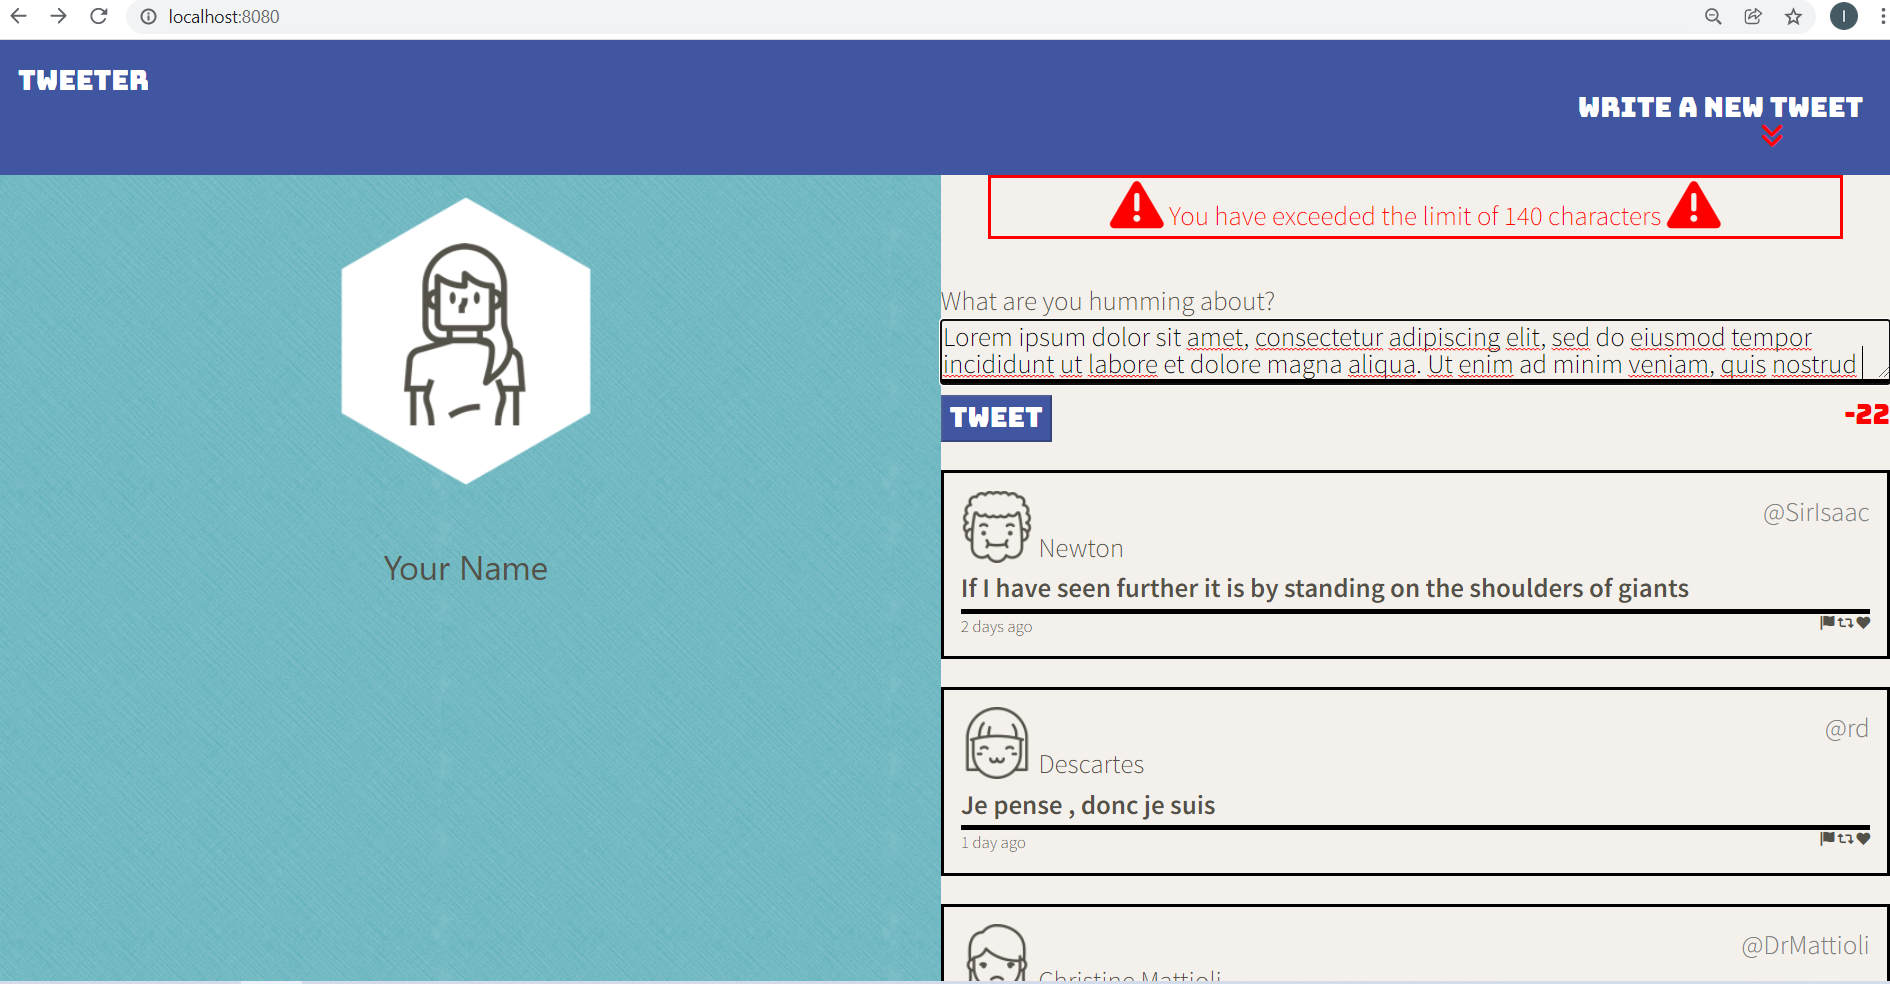 localhost:8080
I
TWEETER
WRITE A NEW TWEET
You have exceeded the limit of 140 characters
What are you humming about?
Lorem ipsum dolor sit amet, consectetur adipiscing elit, sed do eiusmod tempor
incididunt ut labore et dolore magna aliqua. Ut enim ad minim veniam, quis nostrud
TWEET
-22
Your Name
@SirIsaac
Newton
If I have seen further it is by standing on the shoulders of giants
2 days ago
@rd
Descartes
Je pense , donc je suis
1 day ago
@DrMattioli
Christine Mattioli